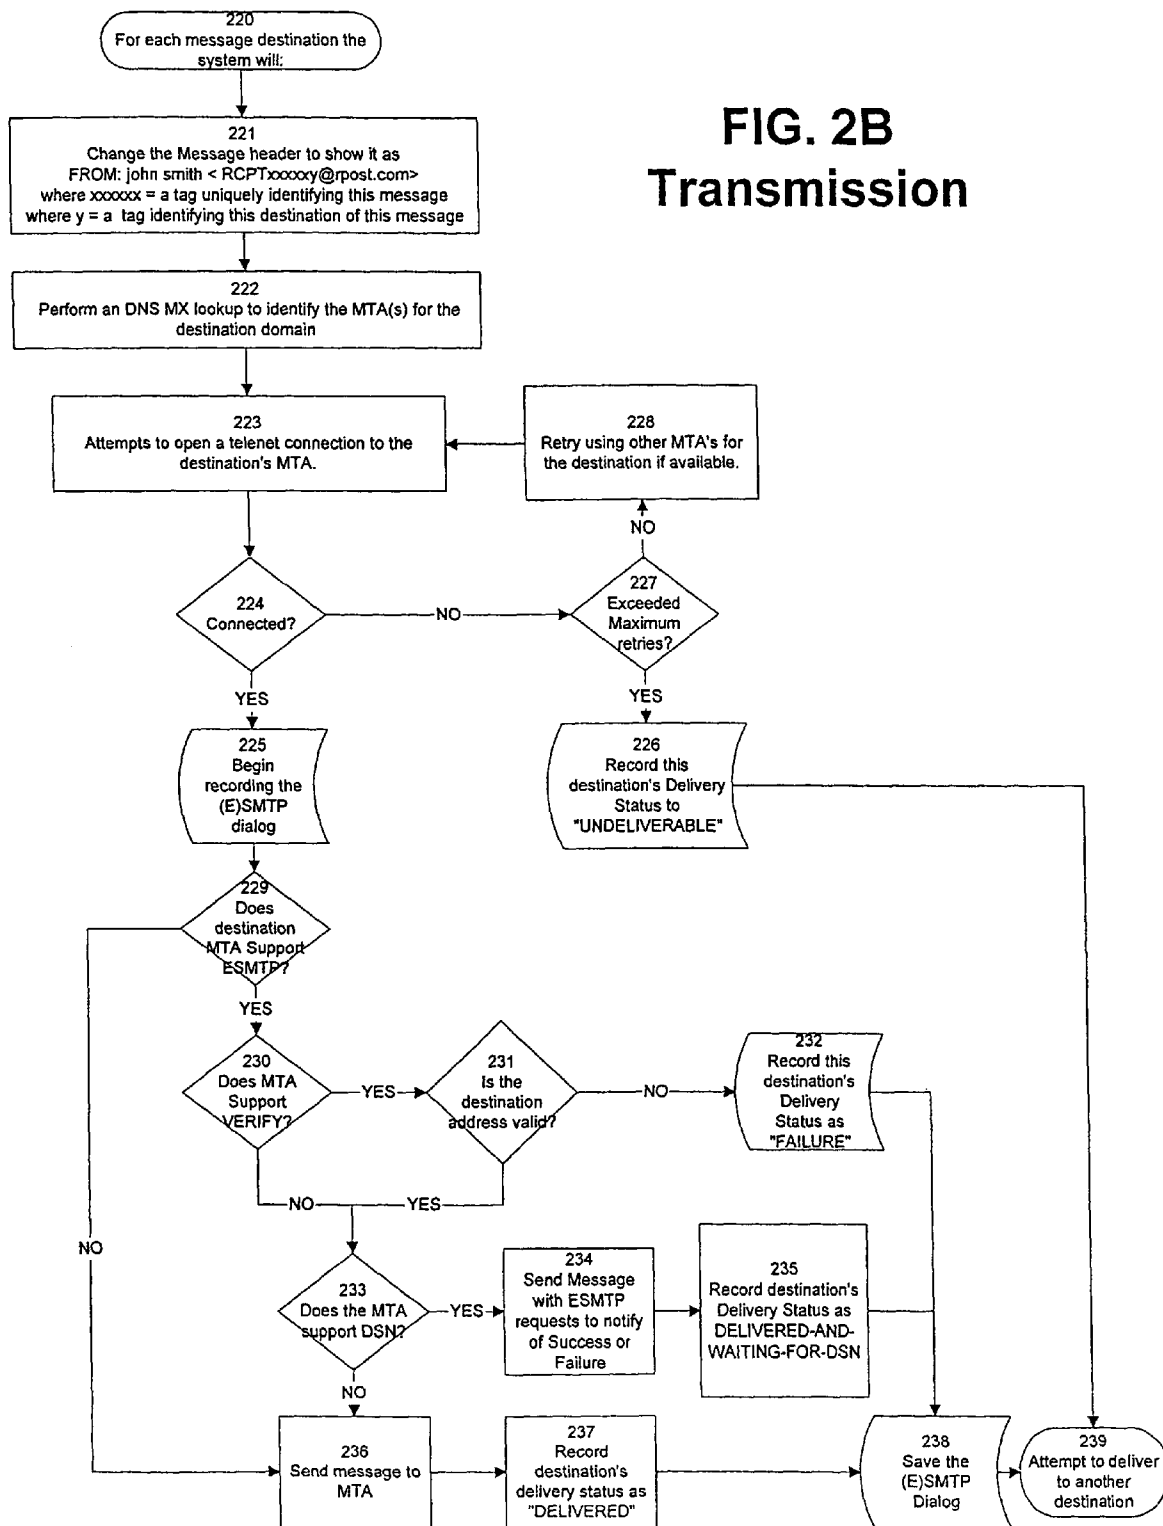 220
For each message destination the
system will:
FIG. 2B
Transmission
221
Change the Message header to show it as
FROM: john smith < RCPTxxxxxy@rpost.com>
where xxxxxx = a tag uniquely identifying this message
where y = a tag identifying this destination of this message
222
Perform an DNS MX lookup to identify the MTA(s) for the
destination domain
223
Attempts to open a telenet connection to the
destination's MTA.
228
Retry using other MTA's for
the destination if available.
NO
224
Connected?
NO
227
Exceeded
Maximum
retries?
YES
YES
225
Begin
recording the
(E)SMTP
dialog
226
Record this
destination's Delivery
Status to
"UNDELIVERABLE"
229
Does
destination
MTA Support
ESMTP?
YES
230
Does MTA
Support
VERIFY?
YES
231
Is the
destination
address valid?
NO
232
Record this
destination's
Delivery
Status as
"FAILURE"
NO
YES
NO
233
Does the MTA
support DSN?
YES
234
Send Message
with ESMTP
requests to notify
of Success or
Failure
235
Record destination's
Delivery Status as
DELIVERED-AND-
WAITING-FOR-DSN
NO
236
Send message to
MTA
237
Record
destination's
delivery status as
"DELIVERED"
238
Save the
(E)SMTP
Dialog
239
Attempt to deliver
to another
destination